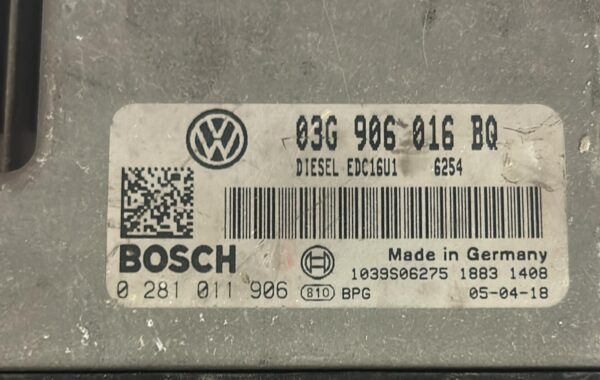 03G 906 016 BQ
DIESEL EDC16U1 6254
BOSCH
Made in Germany
1039S06275 1883 1408
0 281 011 906 810 BPG 05-04-18